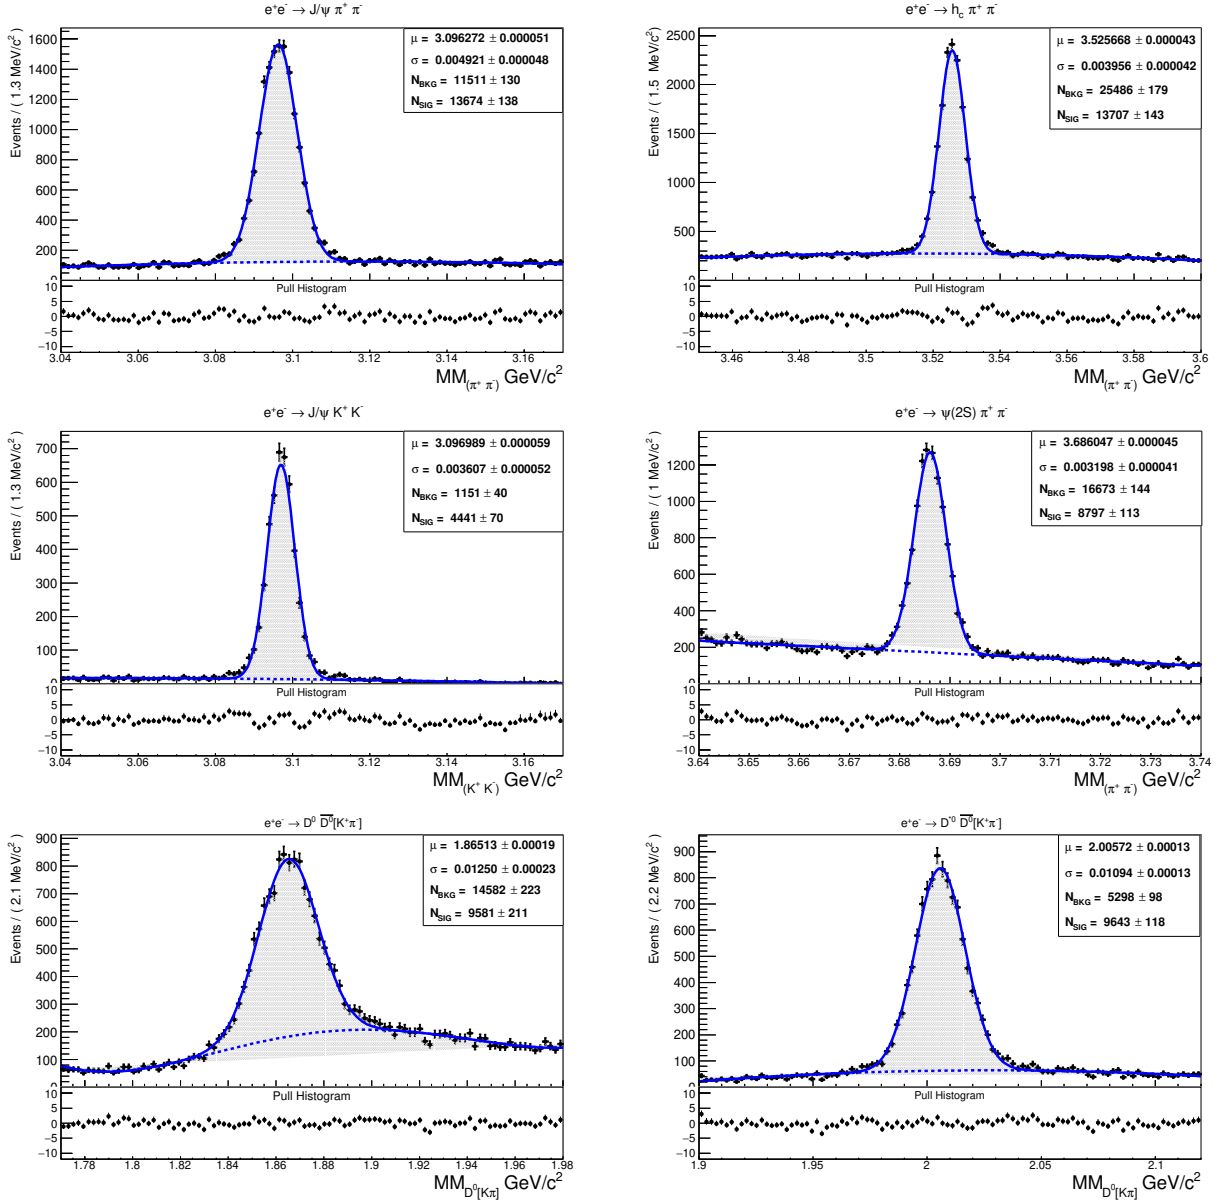 e⁺e⁻ → J/ψ π⁺ π⁻
Events / ( 1.3 MeV/c² )
1600
1400
1200
1000
800
600
400
200
0
μ = 3.096272 ± 0.000051
σ = 0.004921 ± 0.000048
N_BKG = 11511 ± 130
N_SIG = 13674 ± 138
Pull Histogram
10
5
0
−5
−10
3.04 3.06 3.08 3.1 3.12 3.14 3.16
MM_(π⁺ π⁻) GeV/c²
e⁺e⁻ → h_c π⁺ π⁻
Events / ( 1.5 MeV/c² )
2500
2000
1500
1000
500
0
μ = 3.525668 ± 0.000043
σ = 0.003956 ± 0.000042
N_BKG = 25486 ± 179
N_SIG = 13707 ± 143
Pull Histogram
10
5
0
−5
−10
3.46 3.48 3.5 3.52 3.54 3.56 3.58 3.6
MM_(π⁺ π⁻) GeV/c²
e⁺e⁻ → J/ψ K⁺ K⁻
Events / ( 1.3 MeV/c² )
700
600
500
400
300
200
100
0
μ = 3.096989 ± 0.000059
σ = 0.003607 ± 0.000052
N_BKG = 1151 ± 40
N_SIG = 4441 ± 70
Pull Histogram
10
5
0
−5
−10
3.04 3.06 3.08 3.1 3.12 3.14 3.16
MM_(K⁺ K⁻) GeV/c²
e⁺e⁻ → ψ(2S) π⁺ π⁻
Events / ( 1 MeV/c² )
1200
1000
800
600
400
200
0
μ = 3.686047 ± 0.000045
σ = 0.003198 ± 0.000041
N_BKG = 16673 ± 144
N_SIG = 8797 ± 113
Pull Histogram
10
5
0
−5
−10
3.64 3.65 3.66 3.67 3.68 3.69 3.7 3.71 3.72 3.73 3.74
MM_(π⁺ π⁻) GeV/c²
e⁺e⁻ → D⁰ D̅⁰[K⁺π⁻]
Events / ( 2.1 MeV/c² )
900
800
700
600
500
400
300
200
100
0
μ = 1.86513 ± 0.00019
σ = 0.01250 ± 0.00023
N_BKG = 14582 ± 223
N_SIG = 9581 ± 211
Pull Histogram
10
5
0
−5
−10
1.78 1.8 1.82 1.84 1.86 1.88 1.9 1.92 1.94 1.96 1.98
MM_D⁰[Kπ] GeV/c²
e⁺e⁻ → D*⁰ D̅⁰[K⁺π⁻]
Events / ( 2.2 MeV/c² )
900
800
700
600
500
400
300
200
100
0
μ = 2.00572 ± 0.00013
σ = 0.01094 ± 0.00013
N_BKG = 5298 ± 98
N_SIG = 9643 ± 118
Pull Histogram
10
5
0
−5
−10
1.9 1.95 2 2.05 2.1
MM_D⁰[Kπ] GeV/c²